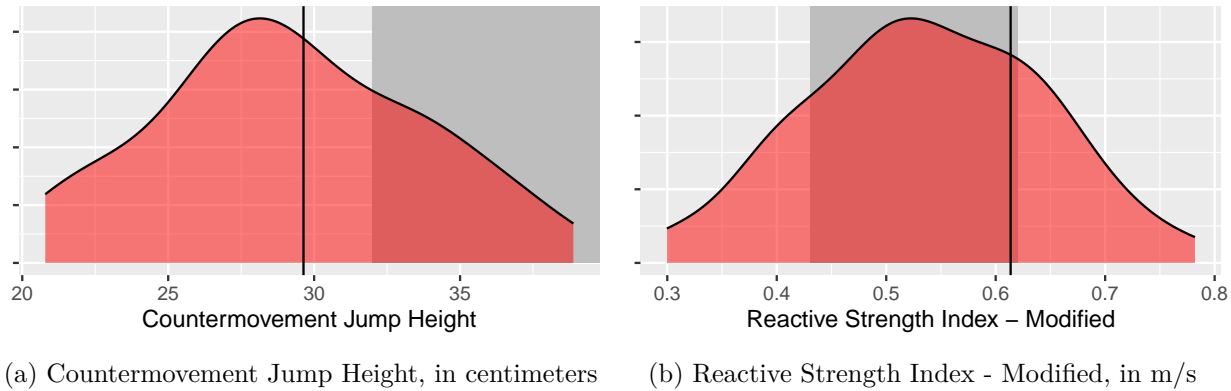 20 25 30 35
Countermovement Jump Height
(a) Countermovement Jump Height, in centimeters
0.3 0.4 0.5 0.6 0.7 0.8
Reactive Strength Index − Modified
(b) Reactive Strength Index - Modified, in m/s